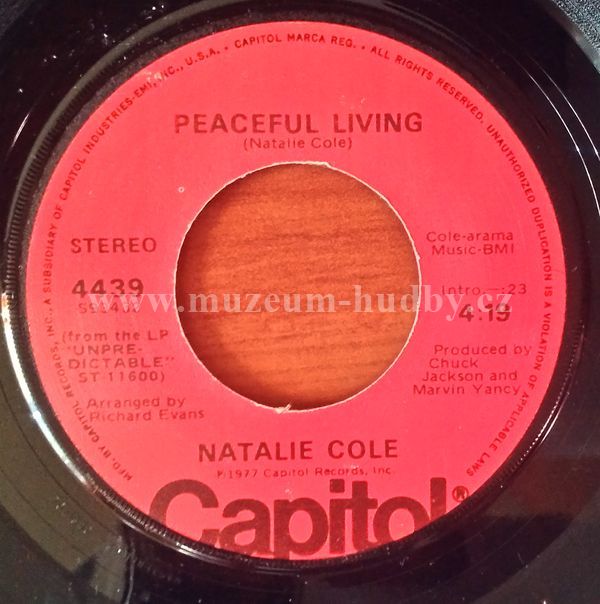 MFD. BY CAPITOL RECORDS, INC., A SUBSIDIARY OF CAPITOL INDUSTRIES-EMI, INC., U.S.A. • CAPITOL MARCA REG. • ALL RIGHTS RESERVED. UNAUTHORIZED DUPLICATION IS A VIOLATION OF APPLICABLE LAWS
PEACEFUL LIVING
(Natalie Cole)
STEREO
4439
(from the LP
"UNPRE-
DICTABLE"
ST-11600)
Arranged by
Richard Evans
Cole-arama
Music-BMI
Intro.—:23
4:19
Produced by
Chuck
Jackson and
Marvin Yancy
www.muzeum-hudby.cz
NATALIE COLE
℗1977 Capitol Records, Inc.
Capitol®